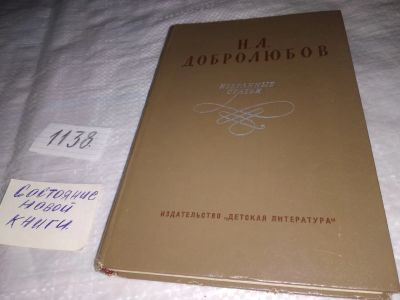 Н. А.
ДОБРОЛЮБОВ
ИЗБРАННЫЕ
СТАТЬИ
ИЗДАТЕЛЬСТВО „ДЕТСКАЯ ЛИТЕРАТУРА"
1138.
Состояние
новой
книги.